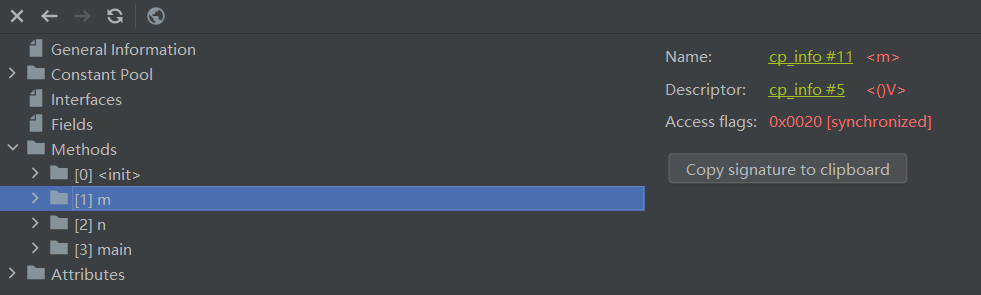 General Information
Constant Pool
Interfaces
Fields
Methods
[0] <init>
[1] m
[2] n
[3] main
Attributes
Name: cp_info #11 <m>
Descriptor: cp_info #5 <()V>
Access flags: 0x0020 [synchronized]
Copy signature to clipboard